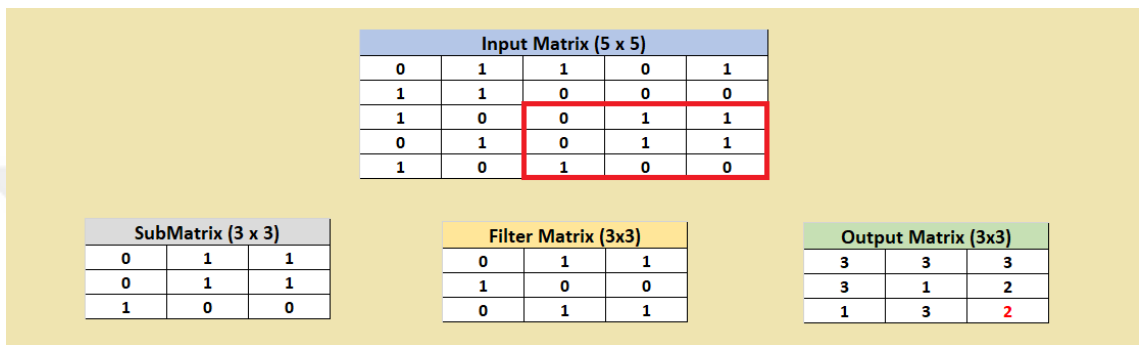 Input Matrix (5 x 5)
0 1 1 0 1
1 1 0 0 0
1 0 0 1 1
0 1 0 1 1
1 0 1 0 0
SubMatrix (3 x 3)
0 1 1
0 1 1
1 0 0
Filter Matrix (3x3)
0 1 1
1 0 0
0 1 1
Output Matrix (3x3)
3 3 3
3 1 2
1 3 2